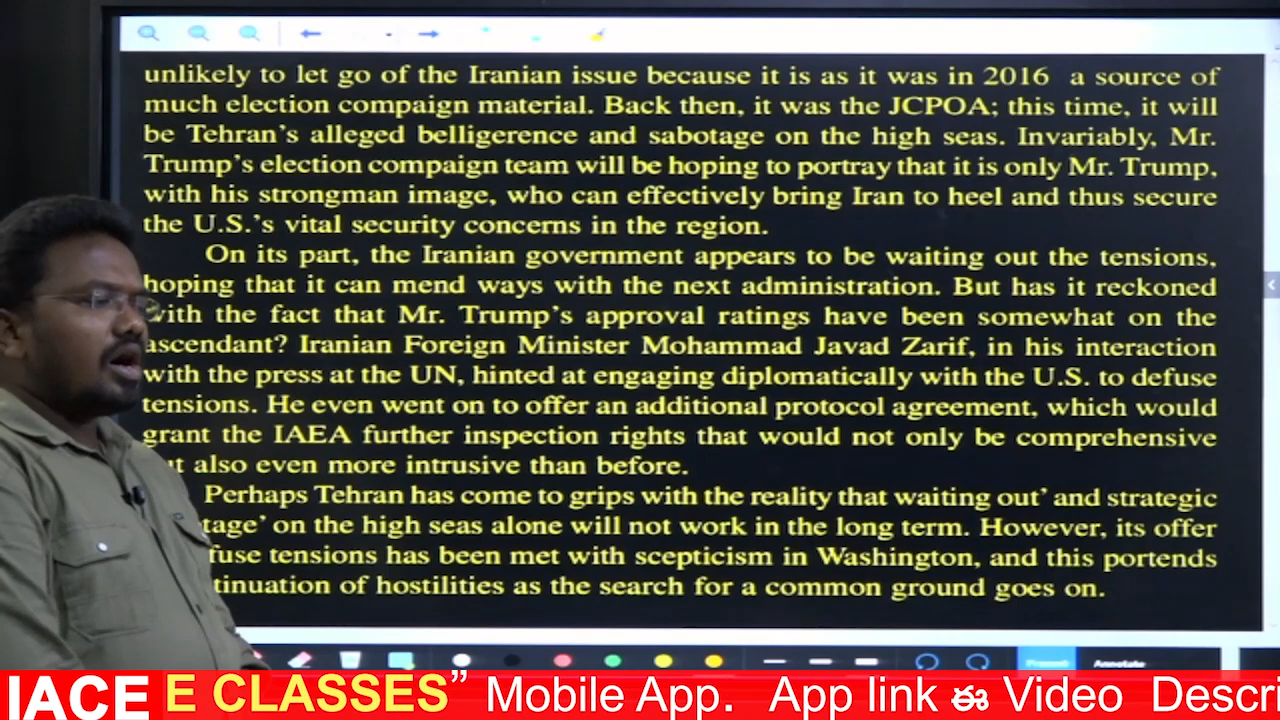 unlikely to let go of the Iranian issue because it is as it was in 2016 a source of
much election compaign material. Back then, it was the JCPOA; this time, it will
be Tehran's alleged belligerence and sabotage on the high seas. Invariably, Mr.
Trump's election compaign team will be hoping to portray that it is only Mr. Trump,
with his strongman image, who can effectively bring Iran to heel and thus secure
the U.S.'s vital security concerns in the region.
On its part, the Iranian government appears to be waiting out the tensions,
hoping that it can mend ways with the next administration. But has it reckoned
with the fact that Mr. Trump's approval ratings have been somewhat on the
ascendant? Iranian Foreign Minister Mohammad Javad Zarif, in his interaction
with the press at the UN, hinted at engaging diplomatically with the U.S. to defuse
tensions. He even went on to offer an additional protocol agreement, which would
grant the IAEA further inspection rights that would not only be comprehensive
ut also even more intrusive than before.
Perhaps Tehran has come to grips with the reality that waiting out' and strategic
tage' on the high seas alone will not work in the long term. However, its offer
fuse tensions has been met with scepticism in Washington, and this portends
tinuation of hostilities as the search for a common ground goes on.
Annotate
IACE E CLASSES” Mobile App. App link ఈ Video Descri